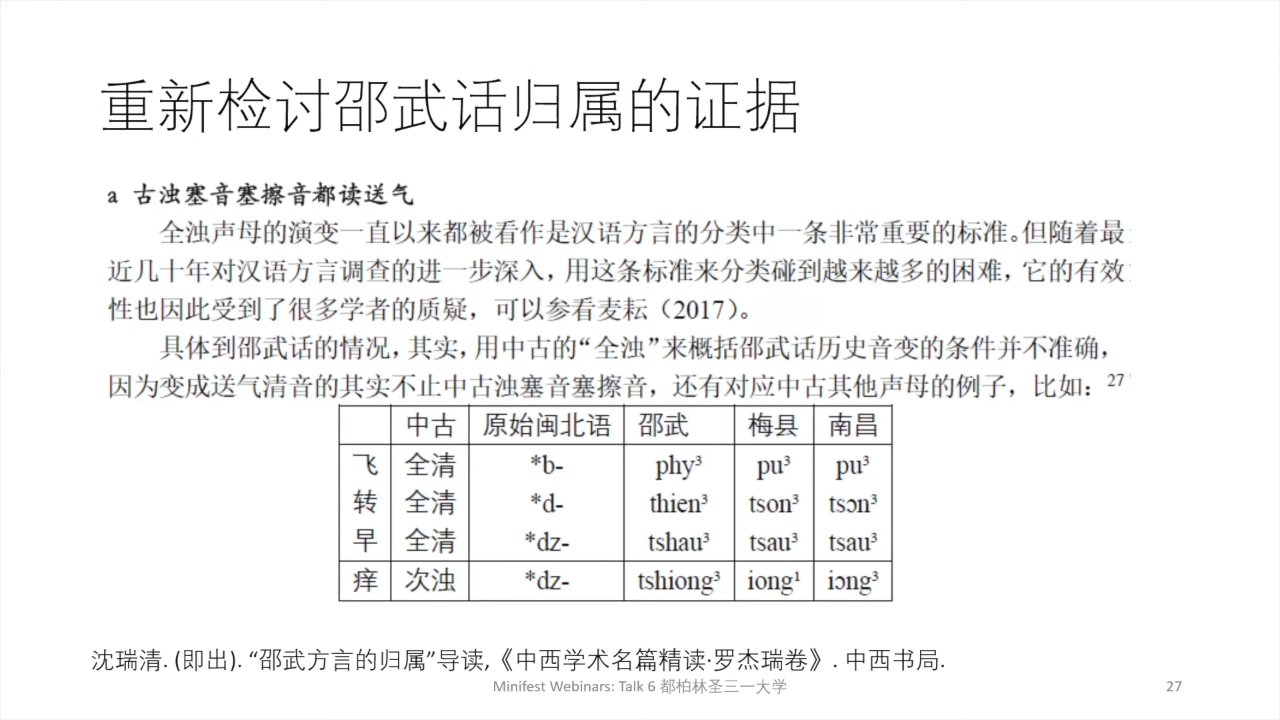 重新检讨邵武话归属的证据
a 古浊塞音塞擦音都读送气
全浊声母的演变一直以来都被看作是汉语方言的分类中一条非常重要的标准。但随着最
近几十年对汉语方言调查的进一步深入，用这条标准来分类碰到越来越多的困难，它的有效
性也因此受到了很多学者的质疑，可以参看麦耘（2017）。
具体到邵武话的情况，其实，用中古的“全浊”来概括邵武话历史音变的条件并不准确，
因为变成送气清音的其实不止中古浊塞音塞擦音，还有对应中古其他声母的例子，比如：27
中古 原始闽北语 邵武 梅县 南昌
飞 全清 *b- phy³ pu³ pu³
转 全清 *d- thien³ tson³ tsɔn³
早 全清 *dz- tshau³ tsau³ tsau³
痒 次浊 *dz- tshiong³ iong¹ iɔng³
沈瑞清. (即出). “邵武方言的归属”导读,《中西学术名篇精读·罗杰瑞卷》. 中西书局.
Minifest Webinars: Talk 6 都柏林圣三一大学
27